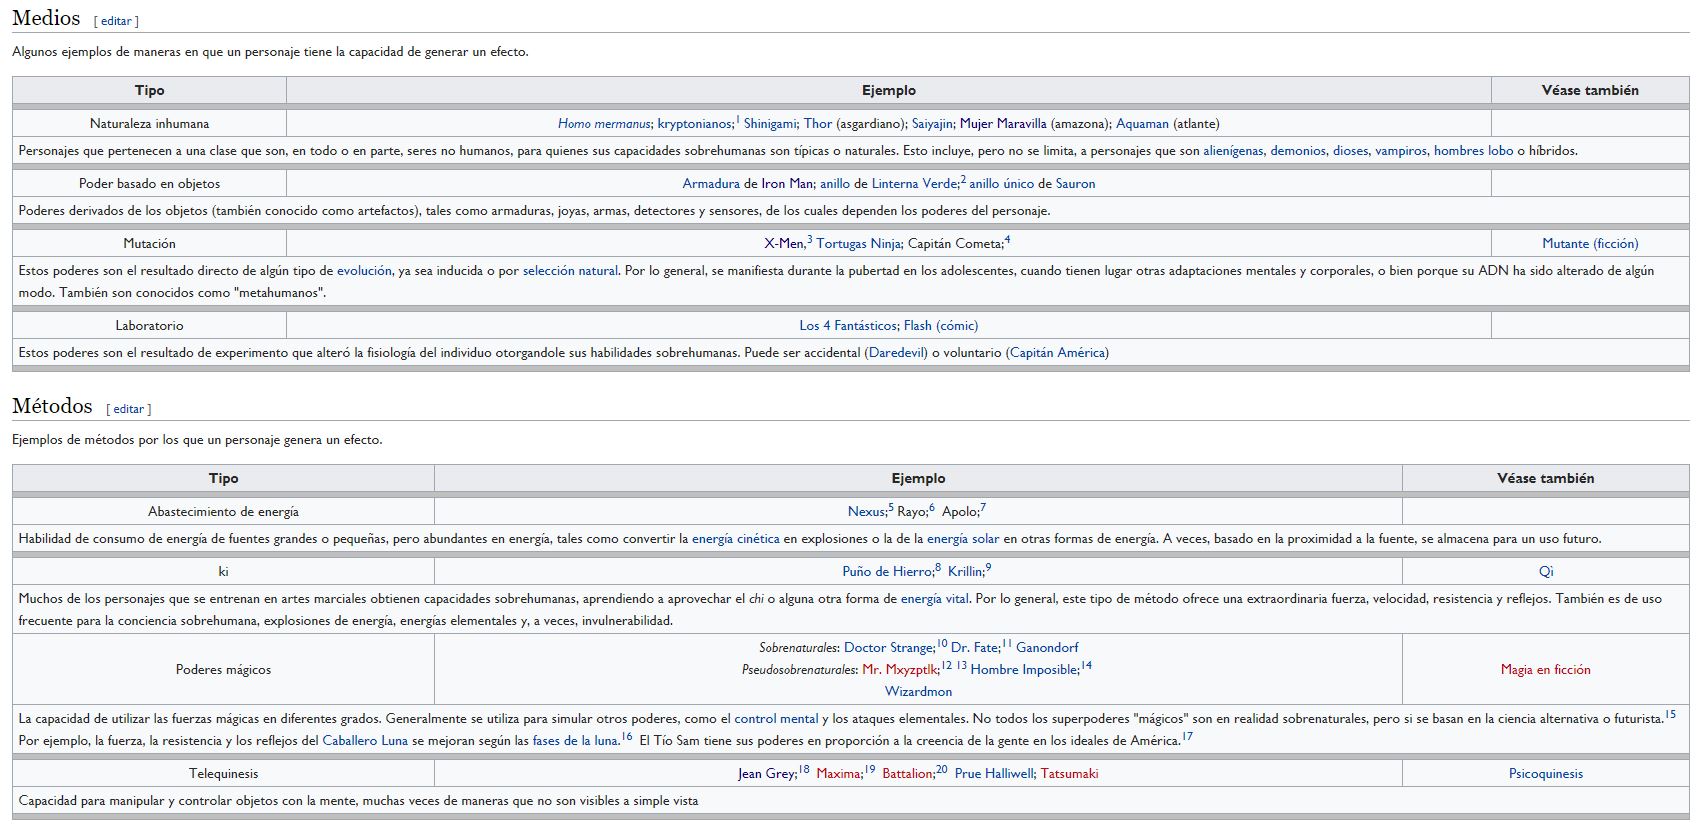 Medios [ editar ]
Algunos ejemplos de maneras en que un personaje tiene la capacidad de generar un efecto.
Tipo Ejemplo Véase también
Naturaleza inhumana Homo mermanus; kryptonianos;1 Shinigami; Thor (asgardiano); Saiyajin; Mujer Maravilla (amazona); Aquaman (atlante)
Personajes que pertenecen a una clase que son, en todo o en parte, seres no humanos, para quienes sus capacidades sobrehumanas son típicas o naturales. Esto incluye, pero no se limita, a personajes que son alienígenas, demonios, dioses, vampiros, hombres lobo o híbridos.
Poder basado en objetos Armadura de Iron Man; anillo de Linterna Verde;2 anillo único de Sauron
Poderes derivados de los objetos (también conocido como artefactos), tales como armaduras, joyas, armas, detectores y sensores, de los cuales dependen los poderes del personaje.
Mutación X-Men,3 Tortugas Ninja; Capitán Cometa;4 Mutante (ficción)
Estos poderes son el resultado directo de algún tipo de evolución, ya sea inducida o por selección natural. Por lo general, se manifiesta durante la pubertad en los adolescentes, cuando tienen lugar otras adaptaciones mentales y corporales, o bien porque su ADN ha sido alterado de algún
modo. También son conocidos como "metahumanos".
Laboratorio Los 4 Fantásticos; Flash (cómic)
Estos poderes son el resultado de experimento que alteró la fisiología del individuo otorgandole sus habilidades sobrehumanas. Puede ser accidental (Daredevil) o voluntario (Capitán América)
Métodos [ editar ]
Ejemplos de métodos por los que un personaje genera un efecto.
Tipo Ejemplo Véase también
Abastecimiento de energía Nexus;5 Rayo;6 Apolo;7
Habilidad de consumo de energía de fuentes grandes o pequeñas, pero abundantes en energía, tales como convertir la energía cinética en explosiones o la de la energía solar en otras formas de energía. A veces, basado en la proximidad a la fuente, se almacena para un uso futuro.
ki Puño de Hierro;8 Krillin;9 Qì
Muchos de los personajes que se entrenan en artes marciales obtienen capacidades sobrehumanas, aprendiendo a aprovechar el chi o alguna otra forma de energía vital. Por lo general, este tipo de método ofrece una extraordinaria fuerza, velocidad, resistencia y reflejos. También es de uso
frecuente para la conciencia sobrehumana, explosiones de energía, energías elementales y, a veces, invulnerabilidad.
Sobrenaturales: Doctor Strange;10 Dr. Fate;11 Ganondorf
Poderes mágicos Pseudosobrenaturales: Mr. Mxyzptlk;12 13 Hombre Imposible;14 Magia en ficción
Wizardmon
La capacidad de utilizar las fuerzas mágicas en diferentes grados. Generalmente se utiliza para simular otros poderes, como el control mental y los ataques elementales. No todos los superpoderes "mágicos" son en realidad sobrenaturales, pero si se basan en la ciencia alternativa o futurista.15
Por ejemplo, la fuerza, la resistencia y los reflejos del Caballero Luna se mejoran según las fases de la luna.16 El Tío Sam tiene sus poderes en proporción a la creencia de la gente en los ideales de América.17
Telequinesis Jean Grey;18 Maxima;19 Battalion;20 Prue Halliwell; Tatsumaki Psicoquinesis
Capacidad para manipular y controlar objetos con la mente, muchas veces de maneras que no son visibles a simple vista